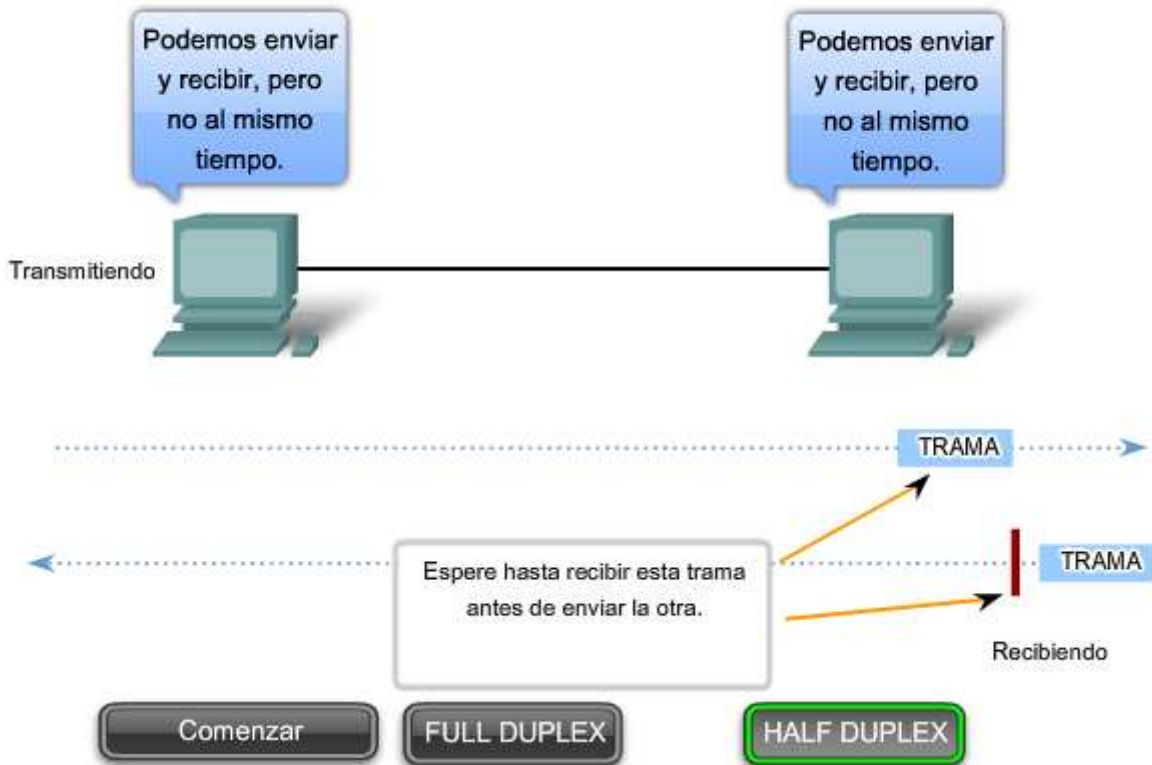 Podemos enviar
y recibir, pero
no al mismo
tiempo.
Podemos enviar
y recibir, pero
no al mismo
tiempo.
Transmitiendo
TRAMA
Espere hasta recibir esta trama
antes de enviar la otra.
TRAMA
Recibiendo
Comenzar
FULL DUPLEX
HALF DUPLEX